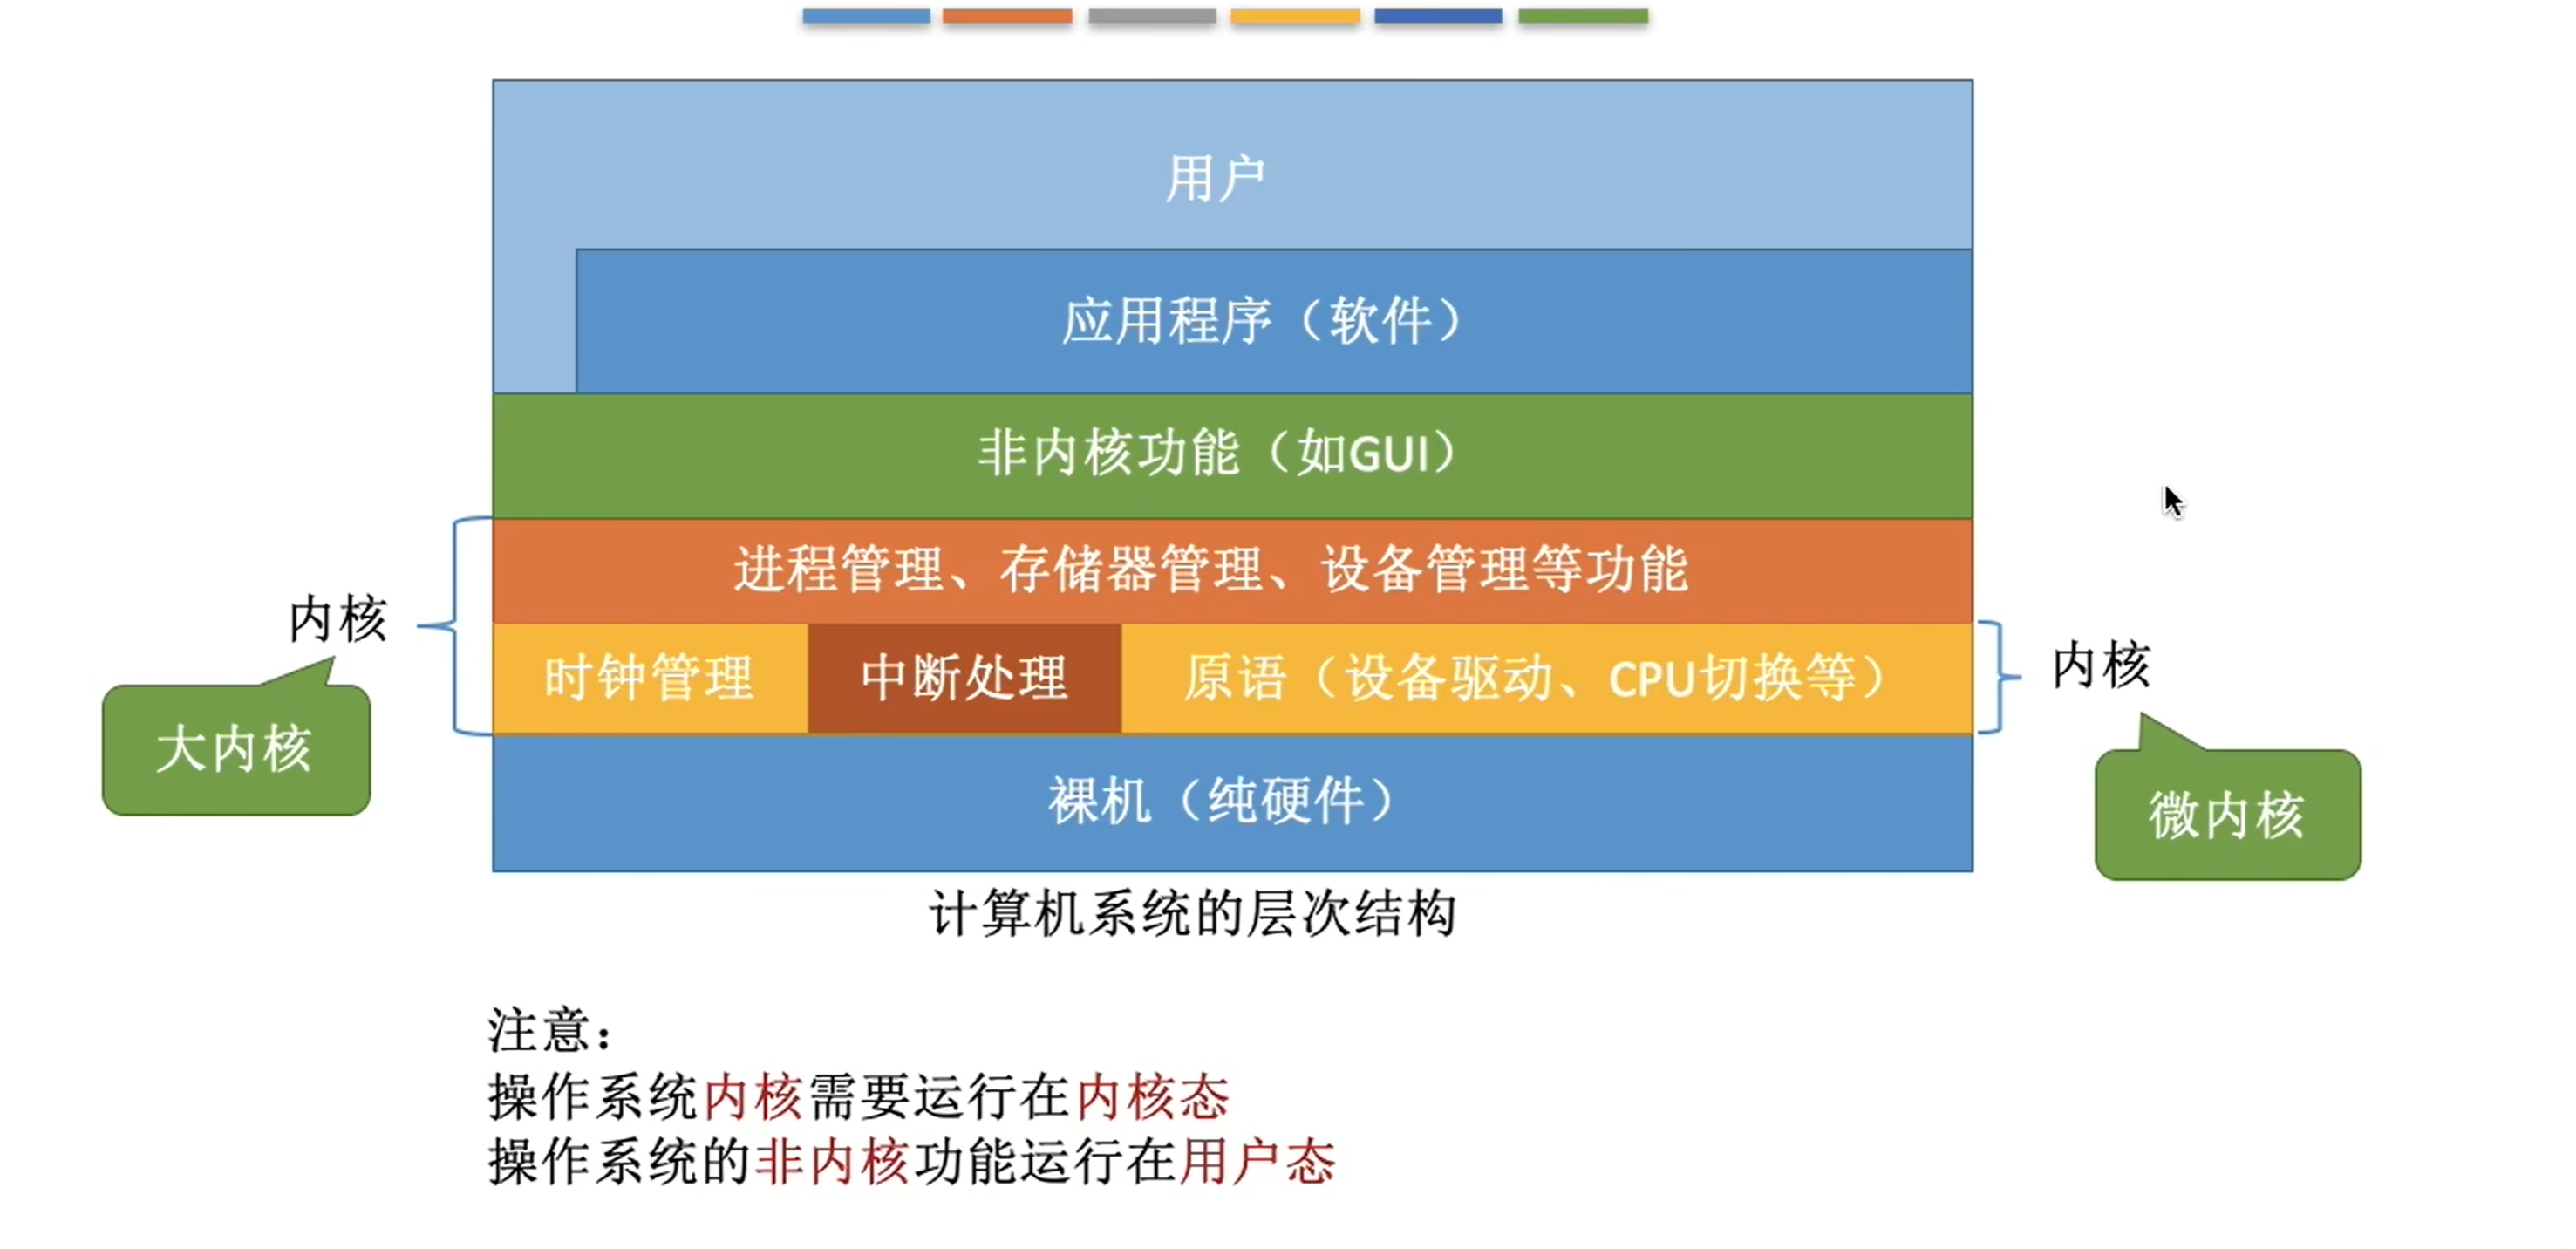 用户
应用程序（软件）
非内核功能（如GUI）
进程管理、存储器管理、设备管理等功能
内核
大内核
时钟管理
中断处理
原语（设备驱动、CPU切换等）
内核
微内核
裸机（纯硬件）
计算机系统的层次结构
注意：
操作系统内核需要运行在内核态
操作系统的非内核功能运行在用户态